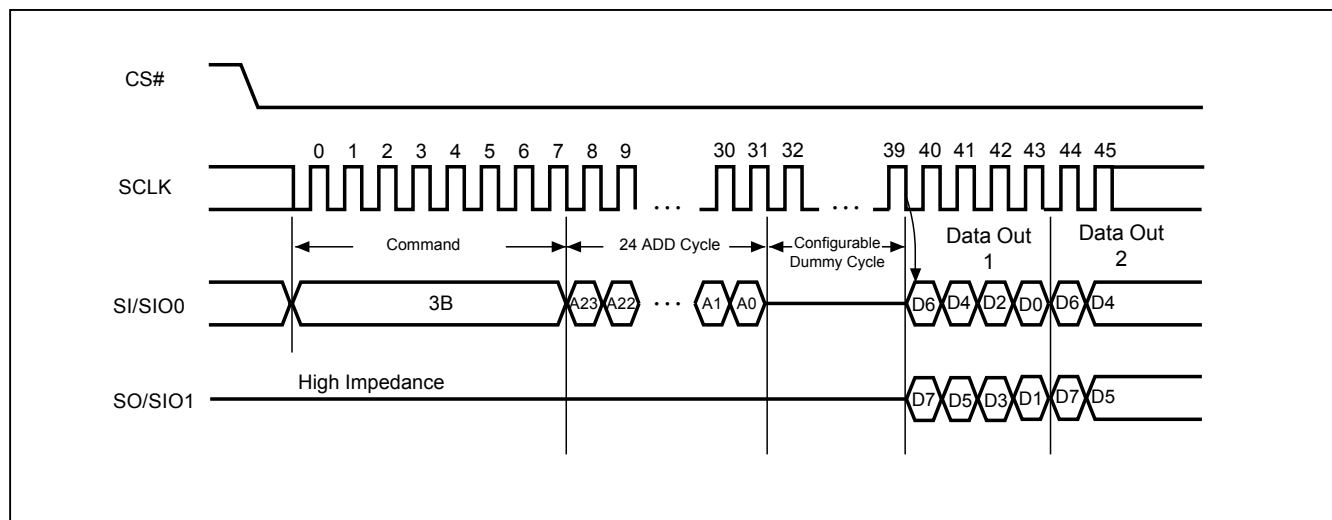 CS#
0 1 2 3 4 5 6 7 8 9 30 31 32 39 40 41 42 43 44 45
SCLK
...
...
Command
24 ADD Cycle
Configurable
Dummy Cycle
Data Out
1
Data Out
2
SI/SIO0
3B
A23 A22 ... A1 A0
D6 D4 D2 D0 D6 D4
High Impedance
SO/SIO1
D7 D5 D3 D1 D7 D5